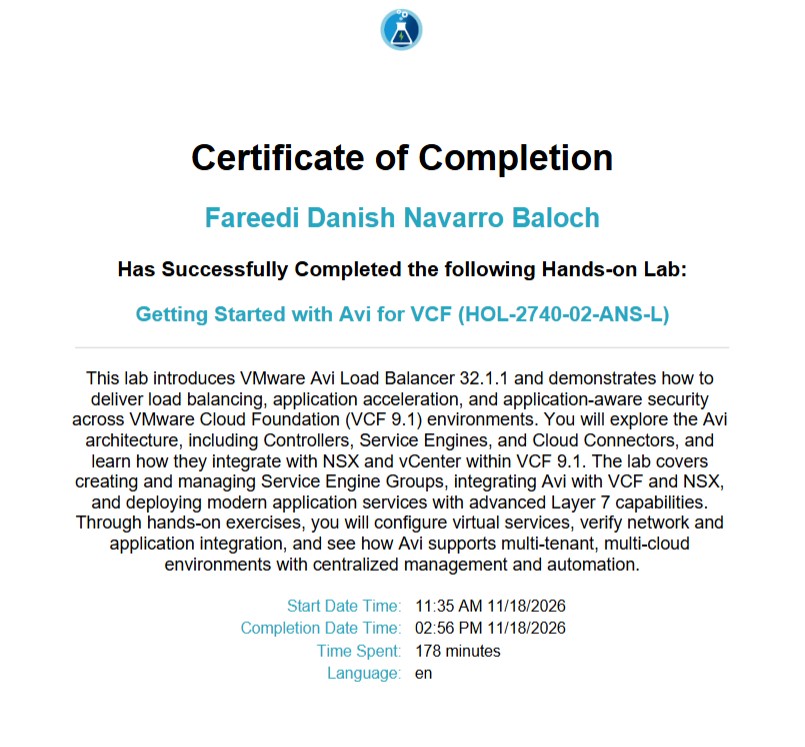 Certificate of Completion
Fareedi Danish Navarro Baloch
Has Successfully Completed the following Hands-on Lab:
Getting Started with Avi for VCF (HOL-2740-02-ANS-L)
This lab introduces VMware Avi Load Balancer 32.1.1 and demonstrates how to
deliver load balancing, application acceleration, and application-aware security
across VMware Cloud Foundation (VCF 9.1) environments. You will explore the Avi
architecture, including Controllers, Service Engines, and Cloud Connectors, and
learn how they integrate with NSX and vCenter within VCF 9.1. The lab covers
creating and managing Service Engine Groups, integrating Avi with VCF and NSX,
and deploying modern application services with advanced Layer 7 capabilities.
Through hands-on exercises, you will configure virtual services, verify network and
application integration, and see how Avi supports multi-tenant, multi-cloud
environments with centralized management and automation.
Start Date Time: 11:35 AM 11/18/2026
Completion Date Time: 02:56 PM 11/18/2026
Time Spent: 178 minutes
Language: en